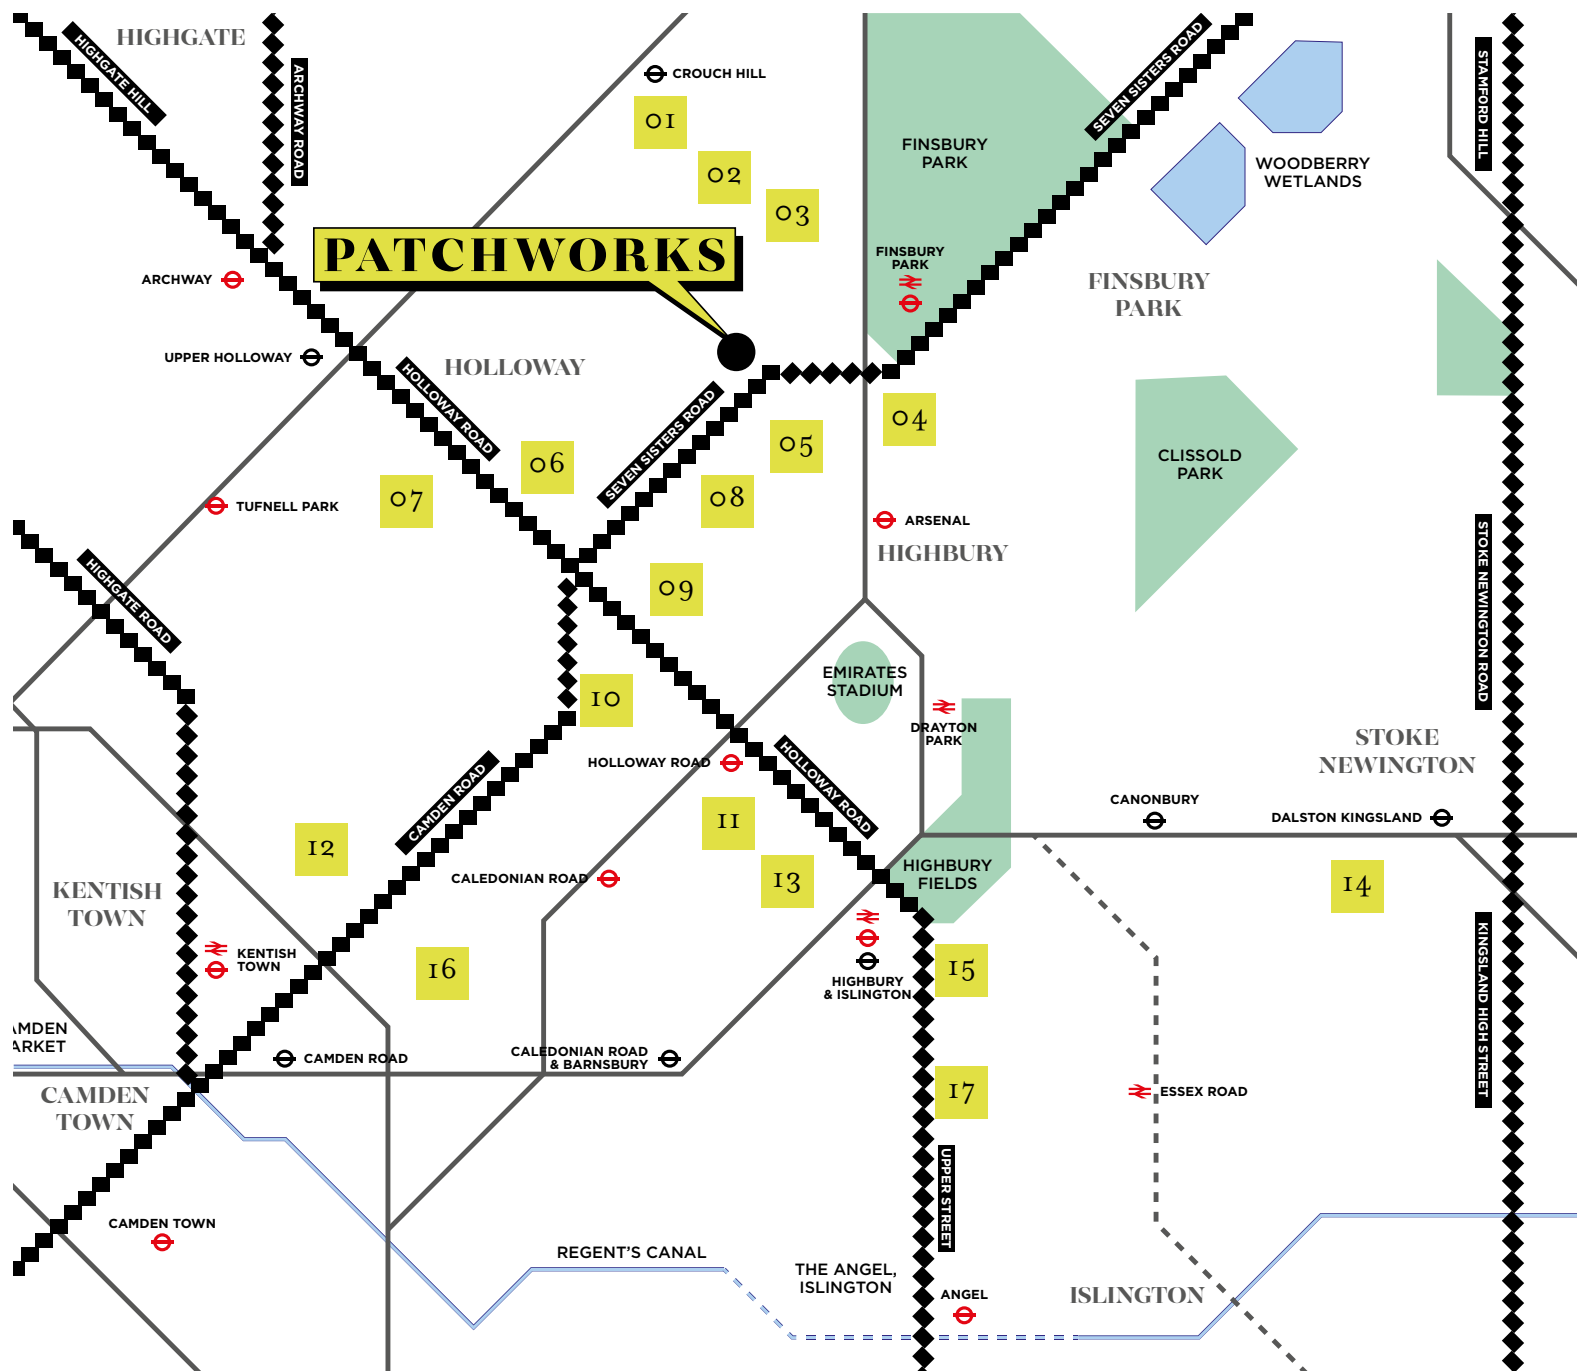 HIGHGATE
HIGHGATE HILL
ARCHWAY ROAD
CROUCH HILL
01
02
03
FINSBURY
PARK
SEVEN SISTERS ROAD
WOODBERRY
WETLANDS
STAMFORD HILL
PATCHWORKS
ARCHWAY
FINSBURY
PARK
FINSBURY
PARK
UPPER HOLLOWAY
HOLLOWAY
HOLLOWAY ROAD
SEVEN SISTERS ROAD
04
05
06
07
08
CLISSOLD
PARK
TUFNELL PARK
ARSENAL
HIGHBURY
HIGHGATE ROAD
09
STOKE NEWINGTON ROAD
EMIRATES
STADIUM
10
DRAYTON
PARK
STOKE
NEWINGTON
HOLLOWAY ROAD
HOLLOWAY ROAD
CAMDEN ROAD
CANONBURY
DALSTON KINGSLAND
11
12
CALEDONIAN ROAD
13
HIGHBURY
FIELDS
14
KENTISH
TOWN
KENTISH
TOWN
16
15
HIGHBURY
& ISLINGTON
KINGSLAND HIGH STREET
AMDEN
ARKET
CAMDEN ROAD
CALEDONIAN ROAD
& BARNSBURY
17
ESSEX ROAD
CAMDEN
TOWN
UPPER STREET
CAMDEN TOWN
REGENT'S CANAL
THE ANGEL,
ISLINGTON
ANGEL
ISLINGTON